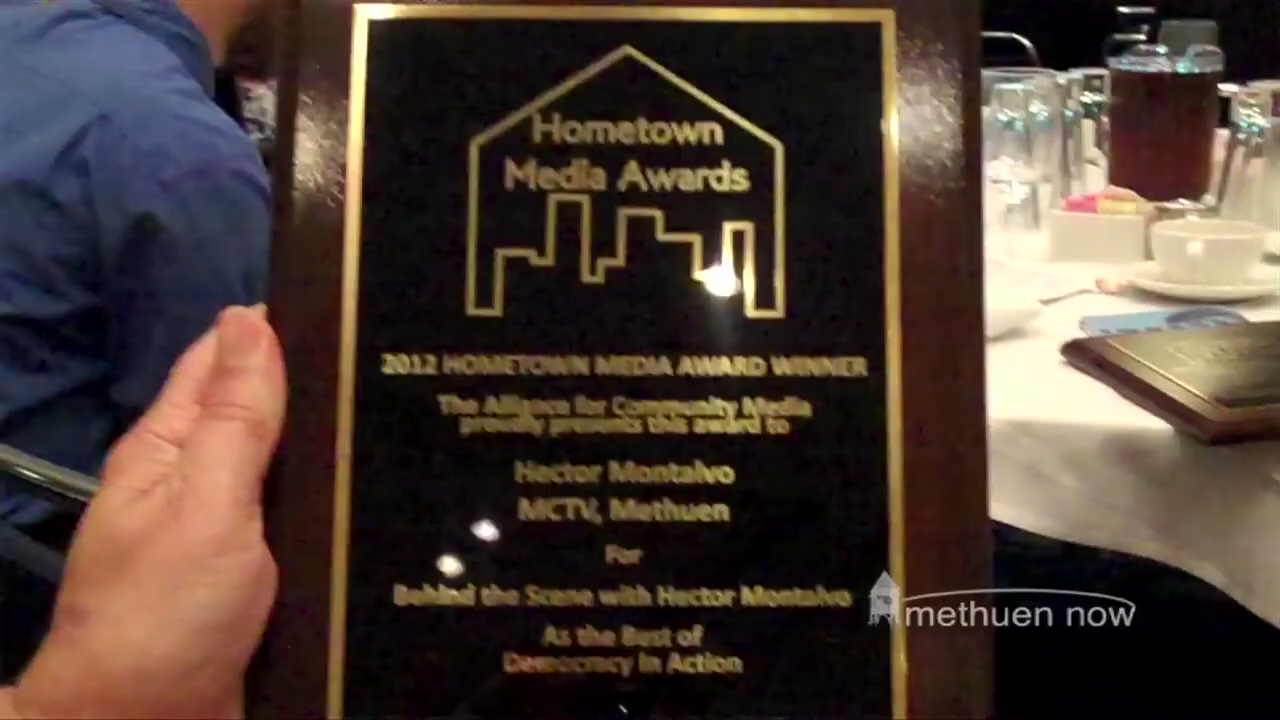 Hometown
Media Awards
2012 HOMETOWN MEDIA AWARD WINNER
The Alliance for Community Media
proudly presents this award to
Hector Montalvo
MCTV, Methuen
For
Behind the Scene with Hector Montalvo
As the Best of
Democracy In Action
methuen now